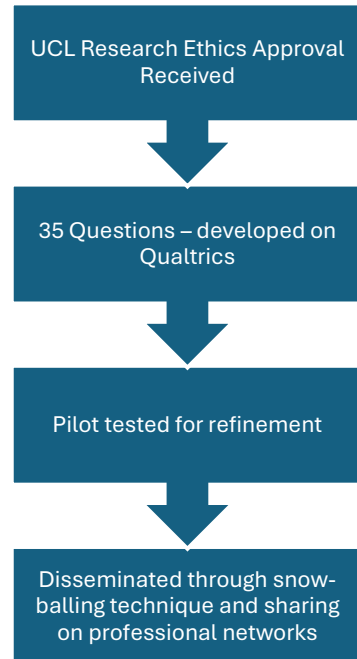 UCL Research Ethics Approval
Received
35 Questions – developed on
Qualtrics
Pilot tested for refinement
Disseminated through snow-
balling technique and sharing
on professional networks